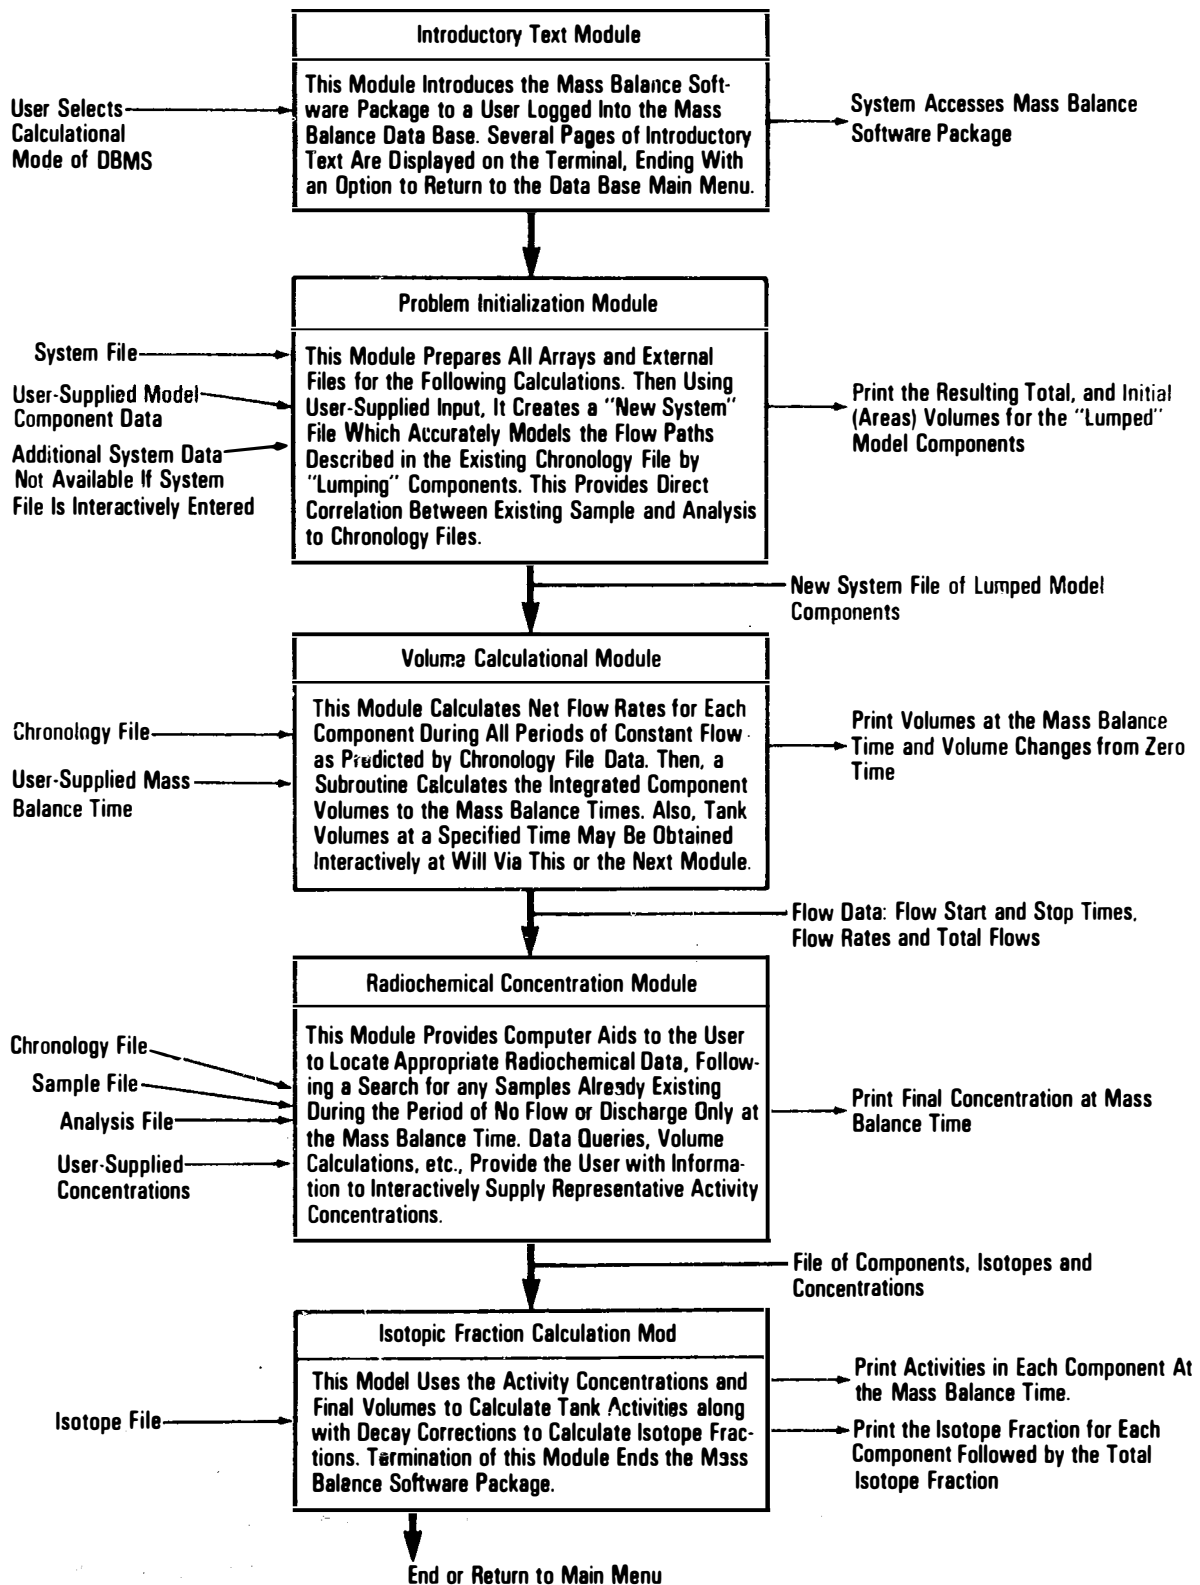 Introductory Text Module
This Module Introduces the Mass Balance Soft-
ware Package to a User Logged Into the Mass
Balance Data Base. Several Pages of Introductory
Text Are Displayed on the Terminal, Ending With
an Option to Return to the Data Base Main Menu.
User Selects
Calculational
Mode of DBMS
System Accesses Mass Balance
Software Package
Problem Initialization Module
System File
User-Supplied Model
Component Data
Additional System Data
Not Available If System
File Is Interactively Entered
This Module Prepares All Arrays and External
Files for the Following Calculations. Then Using
User-Supplied Input, It Creates a "New System"
File Which Accurately Models the Flow Paths
Described in the Existing Chronology File by
"Lumping" Components. This Provides Direct
Correlation Between Existing Sample and Analysis
to Chronology Files.
Print the Resulting Total, and Initial
(Areas) Volumes for the "Lumped"
Model Components
New System File of Lumped Model
Components
Volume Calculational Module
Chronology File
User-Supplied Mass
Balance Time
This Module Calculates Net Flow Rates for Each
Component During All Periods of Constant Flow
as Predicted by Chronology File Data. Then, a
Subroutine Calculates the Integrated Component
Volumes to the Mass Balance Times. Also, Tank
Volumes at a Specified Time May Be Obtained
Interactively at Will Via This or the Next Module.
Print Volumes at the Mass Balance
Time and Volume Changes from Zero
Time
Flow Data: Flow Start and Stop Times,
Flow Rates and Total Flows
Radiochemical Concentration Module
Chronology File
Sample File
Analysis File
User-Supplied
Concentrations
This Module Provides Computer Aids to the User
to Locate Appropriate Radiochemical Data, Follow-
ing a Search for any Samples Already Existing
During the Period of No Flow or Discharge Only at
the Mass Balance Time. Data Queries, Volume
Calculations, etc., Provide the User with Informa-
tion to Interactively Supply Representative Activity
Concentrations.
Print Final Concentration at Mass
Balance Time
File of Components, Isotopes and
Concentrations
Isotopic Fraction Calculation Mod
Isotope File
This Model Uses the Activity Concentrations and
Final Volumes to Calculate Tank Activities along
with Decay Corrections to Calculate Isotope Frac-
tions. Termination of this Module Ends the Mass
Balance Software Package.
Print Activities in Each Component At
the Mass Balance Time.
Print the Isotope Fraction for Each
Component Followed by the Total
Isotope Fraction
End or Return to Main Menu